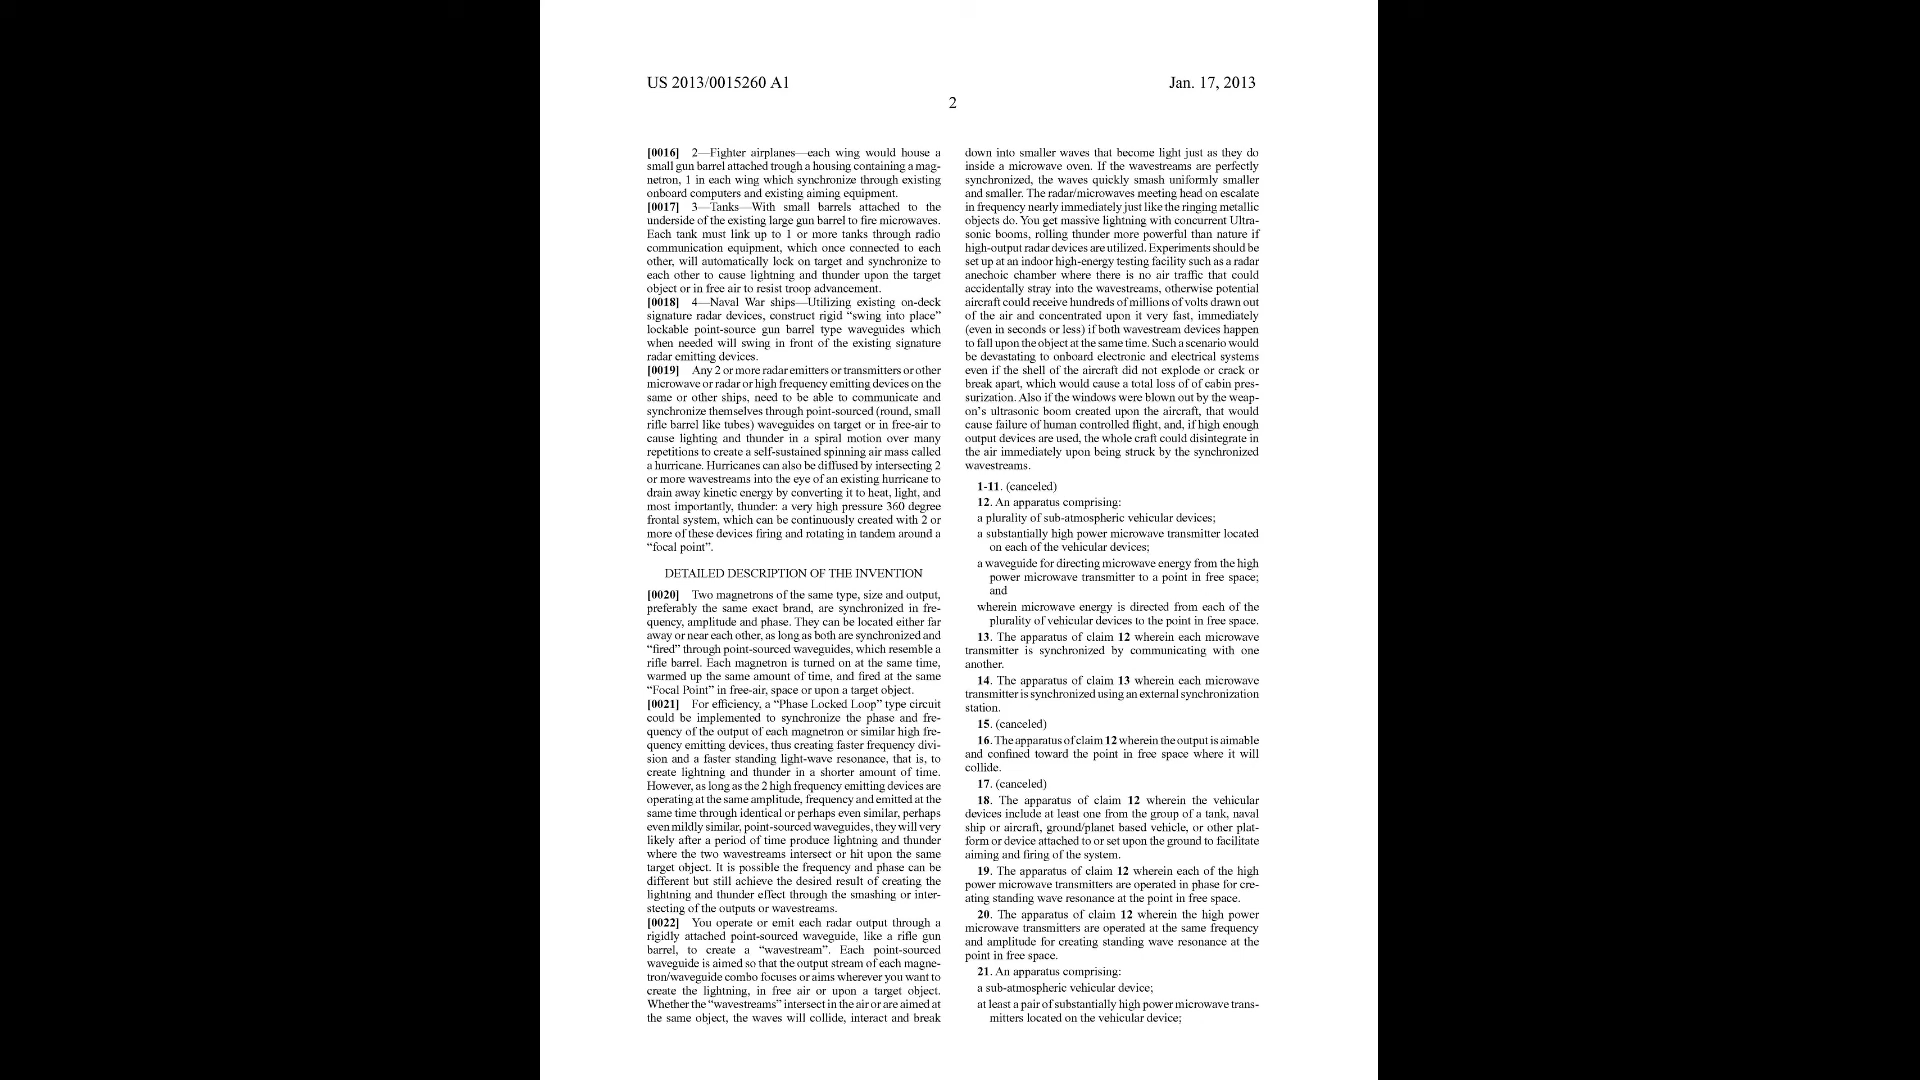 US 2013/0015260 A1
Jan. 17, 2013
2
[0016] 2—Fighter airplanes—each wing would house a
small gun barrel attached trough a housing containing a mag-
netron, 1 in each wing which synchronize through existing
onboard computers and existing aiming equipment.
[0017] 3—Tanks—With small barrels attached to the
underside of the existing large gun barrel to fire microwaves.
Each tank must link up to 1 or more tanks through radio
communication equipment, which once connected to each
other, will automatically lock on target and synchronize to
each other to cause lightning and thunder upon the target
object or in free air to resist troop advancement.
[0018] 4—Naval War ships—Utilizing existing on-deck
signature radar devices, construct rigid “swing into place”
lockable point-source gun barrel type waveguides which
when needed will swing in front of the existing signature
radar emitting devices.
[0019] Any 2 or more radar emitters or transmitters or other
microwave or radar or high frequency emitting devices on the
same or other ships, need to be able to communicate and
synchronize themselves through point-sourced (round, small
rifle barrel like tubes) waveguides on target or in free-air to
cause lighting and thunder in a spiral motion over many
repetitions to create a self-sustained spinning air mass called
a hurricane. Hurricanes can also be diffused by intersecting 2
or more wavestreams into the eye of an existing hurricane to
drain away kinetic energy by converting it to heat, light, and
most importantly, thunder: a very high pressure 360 degree
frontal system, which can be continuously created with 2 or
more of these devices firing and rotating in tandem around a
“focal point”.
DETAILED DESCRIPTION OF THE INVENTION
[0020] Two magnetrons of the same type, size and output,
preferably the same exact brand, are synchronized in fre-
quency, amplitude and phase. They can be located either far
away or near each other, as long as both are synchronized and
“fired” through point-sourced waveguides, which resemble a
rifle barrel. Each magnetron is turned on at the same time,
warmed up the same amount of time, and fired at the same
“Focal Point” in free-air, space or upon a target object.
[0021] For efficiency, a “Phase Locked Loop” type circuit
could be implemented to synchronize the phase and fre-
quency of the output of each magnetron or similar high fre-
quency emitting devices, thus creating faster frequency divi-
sion and a faster standing light-wave resonance, that is, to
create lightning and thunder in a shorter amount of time.
However, as long as the 2 high frequency emitting devices are
operating at the same amplitude, frequency and emitted at the
same time through identical or perhaps even similar, perhaps
even mildly similar, point-sourced waveguides, they will very
likely after a period of time produce lightning and thunder
where the two wavestreams intersect or hit upon the same
target object. It is possible the frequency and phase can be
different but still achieve the desired result of creating the
lightning and thunder effect through the smashing or inter-
stecting of the outputs or wavestreams.
[0022] You operate or emit each radar output through a
rigidly attached point-sourced waveguide, like a rifle gun
barrel, to create a “wavestream”. Each point-sourced
waveguide is aimed so that the output stream of each magne-
tron/waveguide combo focuses or aims wherever you want to
create the lightning, in free air or upon a target object.
Whether the “wavestreams” intersect in the air or are aimed at
the same object, the waves will collide, interact and break
down into smaller waves that become light just as they do
inside a microwave oven. If the wavestreams are perfectly
synchronized, the waves quickly smash uniformly smaller
and smaller. The radar/microwaves meeting head on escalate
in frequency nearly immediately just like the ringing metallic
objects do. You get massive lightning with concurrent Ultra-
sonic booms, rolling thunder more powerful than nature if
high-output radar devices are utilized. Experiments should be
set up at an indoor high-energy testing facility such as a radar
anechoic chamber where there is no air traffic that could
accidentally stray into the wavestreams, otherwise potential
aircraft could receive hundreds of millions of volts drawn out
of the air and concentrated upon it very fast, immediately
(even in seconds or less) if both wavestream devices happen
to fall upon the object at the same time. Such a scenario would
be devastating to onboard electronic and electrical systems
even if the shell of the aircraft did not explode or crack or
break apart, which would cause a total loss of of cabin pres-
surization. Also if the windows were blown out by the weap-
on’s ultrasonic boom created upon the aircraft, that would
cause failure of human controlled flight, and, if high enough
output devices are used, the whole craft could disintegrate in
the air immediately upon being struck by the synchronized
wavestreams.
1-11. (canceled)
12. An apparatus comprising:
a plurality of sub-atmospheric vehicular devices;
a substantially high power microwave transmitter located
on each of the vehicular devices;
a waveguide for directing microwave energy from the high
power microwave transmitter to a point in free space;
and
wherein microwave energy is directed from each of the
plurality of vehicular devices to the point in free space.
13. The apparatus of claim 12 wherein each microwave
transmitter is synchronized by communicating with one
another.
14. The apparatus of claim 13 wherein each microwave
transmitter is synchronized using an external synchronization
station.
15. (canceled)
16. The apparatus of claim 12 wherein the output is aimable
and confined toward the point in free space where it will
collide.
17. (canceled)
18. The apparatus of claim 12 wherein the vehicular
devices include at least one from the group of a tank, naval
ship or aircraft, ground/planet based vehicle, or other plat-
form or device attached to or set upon the ground to facilitate
aiming and firing of the system.
19. The apparatus of claim 12 wherein each of the high
power microwave transmitters are operated in phase for cre-
ating standing wave resonance at the point in free space.
20. The apparatus of claim 12 wherein the high power
microwave transmitters are operated at the same frequency
and amplitude for creating standing wave resonance at the
point in free space.
21. An apparatus comprising:
a sub-atmospheric vehicular device;
at least a pair of substantially high power microwave trans-
mitters located on the vehicular device;